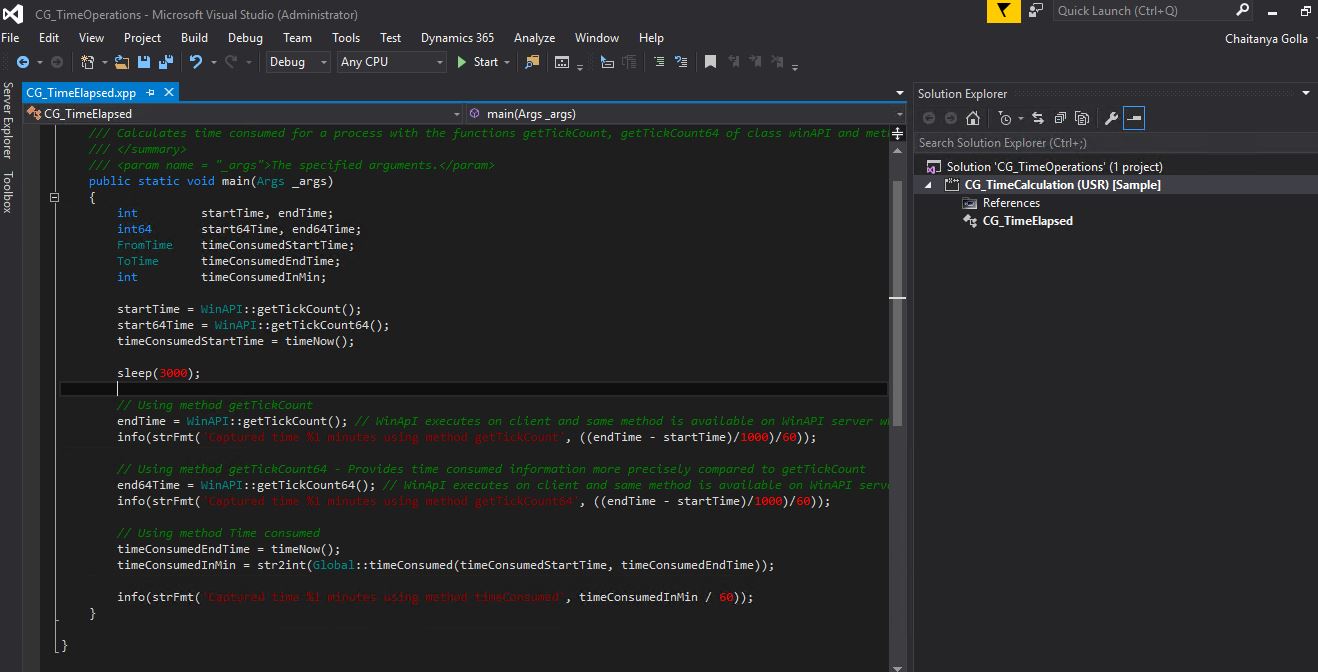 CG_TimeOperations - Microsoft Visual Studio (Administrator)
Quick Launch (Ctrl+Q)
File Edit View Project Build Debug Team Tools Test Dynamics 365 Analyze Window Help
Chaitanya Golla
Debug Any CPU Start
Server Explorer
Toolbox
CG_TimeElapsed.xpp
CG_TimeElapsed main(Args _args)
/// Calculates time consumed for a process with the functions getTickCount, getTickCount64 of class winAPI and met
/// </summary>
/// <param name = "_args">The specified arguments.</param>
public static void main(Args _args)
{
int startTime, endTime;
int64 start64Time, end64Time;
FromTime timeConsumedStartTime;
ToTime timeConsumedEndTime;
int timeConsumedInMin;
startTime = WinAPI::getTickCount();
start64Time = WinAPI::getTickCount64();
timeConsumedStartTime = timeNow();
sleep(3000);
// Using method getTickCount
endTime = WinAPI::getTickCount(); // WinApI executes on client and same method is available on WinAPI server w
info(strFmt('Captured time %1 minutes using method getTickCount', ((endTime - startTime)/1000)/60));
// Using method getTickCount64 - Provides time consumed information more precisely compared to getTickCount
end64Time = WinAPI::getTickCount64(); // WinApI executes on client and same method is available on WinAPI serv
info(strFmt('Captured time %1 minutes using method getTickCount64', ((endTime - startTime)/1000)/60));
// Using method Time consumed
timeConsumedEndTime = timeNow();
timeConsumedInMin = str2int(Global::timeConsumed(timeConsumedStartTime, timeConsumedEndTime));
info(strFmt('Captured time %1 minutes using method timeConsumed', timeConsumedInMin / 60));
}
}
Solution Explorer
Search Solution Explorer (Ctrl+;)
Solution 'CG_TimeOperations' (1 project)
CG_TimeCalculation (USR) [Sample]
References
CG_TimeElapsed